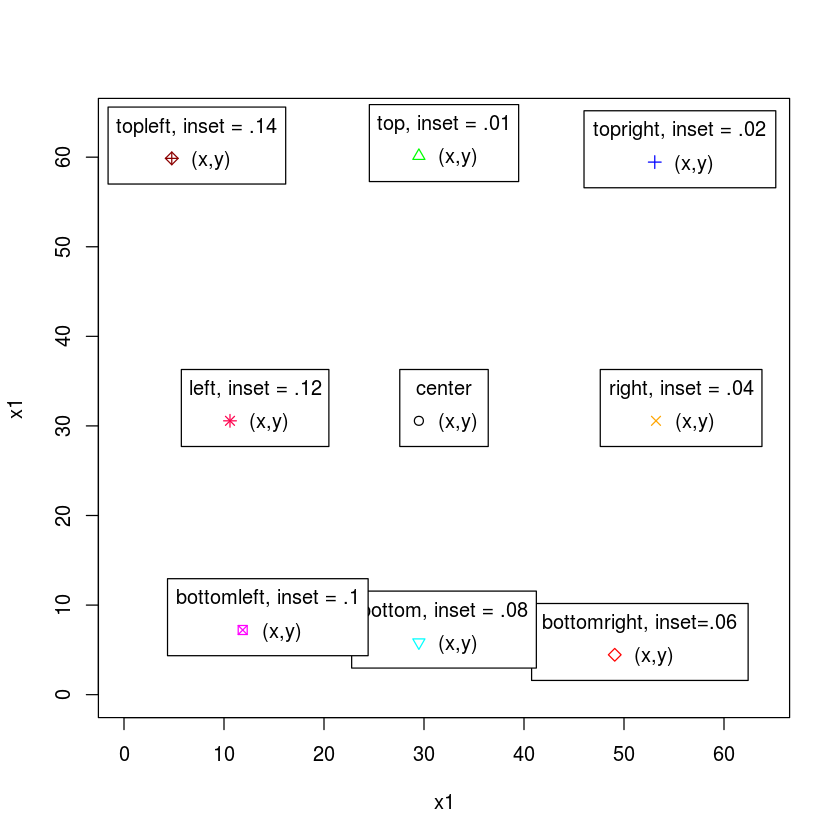 topleft, inset = .14
(x,y)
top, inset = .01
(x,y)
topright, inset = .02
(x,y)
left, inset = .12
(x,y)
center
(x,y)
right, inset = .04
(x,y)
bottomleft, inset = .1
(x,y)
bottom, inset = .08
(x,y)
bottomright, inset=.06
(x,y)
60
50
40
30
20
10
0
x1
0 10 20 30 40 50 60
x1